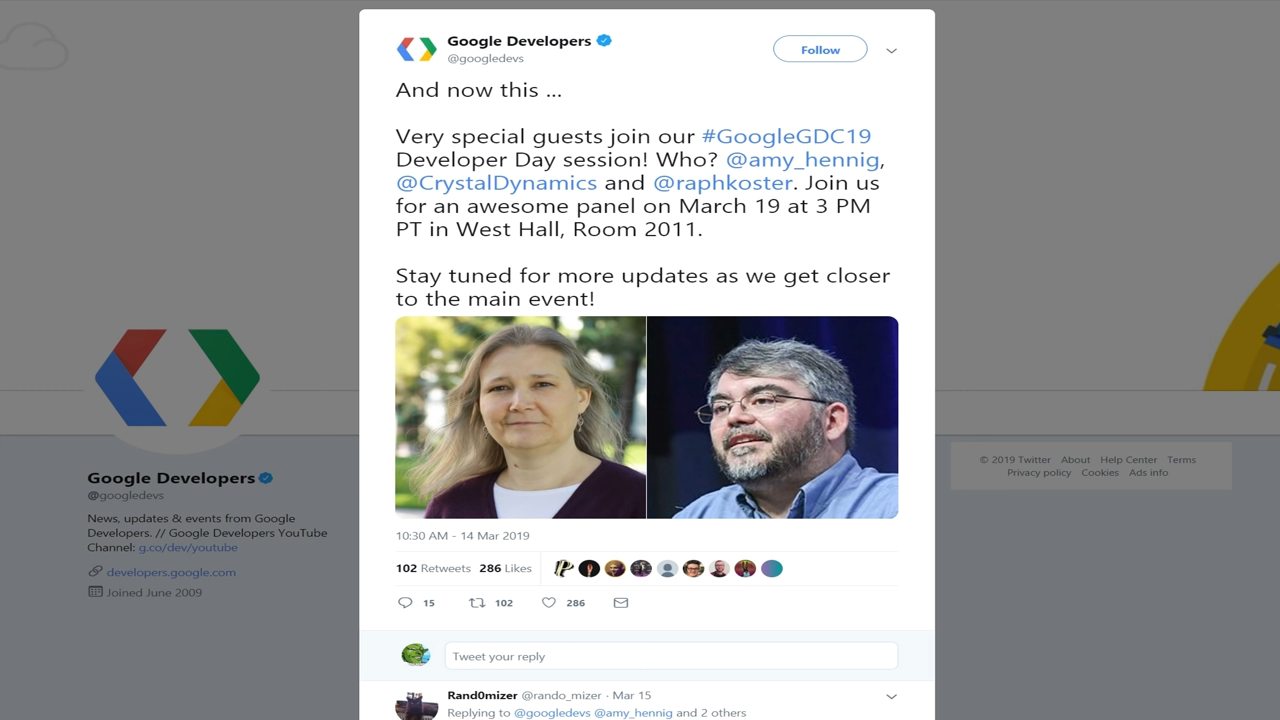 Google Developers
@googledevs
Follow
And now this ...
Very special guests join our #GoogleGDC19
Developer Day session! Who? @amy_hennig,
@CrystalDynamics and @raphkoster. Join us
for an awesome panel on March 19 at 3 PM
PT in West Hall, Room 2011.
Stay tuned for more updates as we get closer
to the main event!
10:30 AM - 14 Mar 2019
102 Retweets 286 Likes
15 102 286
Tweet your reply
Rand0mizer @rando_mizer · Mar 15
Replying to @googledevs @amy_hennig and 2 others
Google Developers
@googledevs
News, updates & events from Google
Developers. // Google Developers YouTube
Channel: g.co/dev/youtube
developers.google.com
Joined June 2009
© 2019 Twitter About Help Center Terms
Privacy policy Cookies Ads info